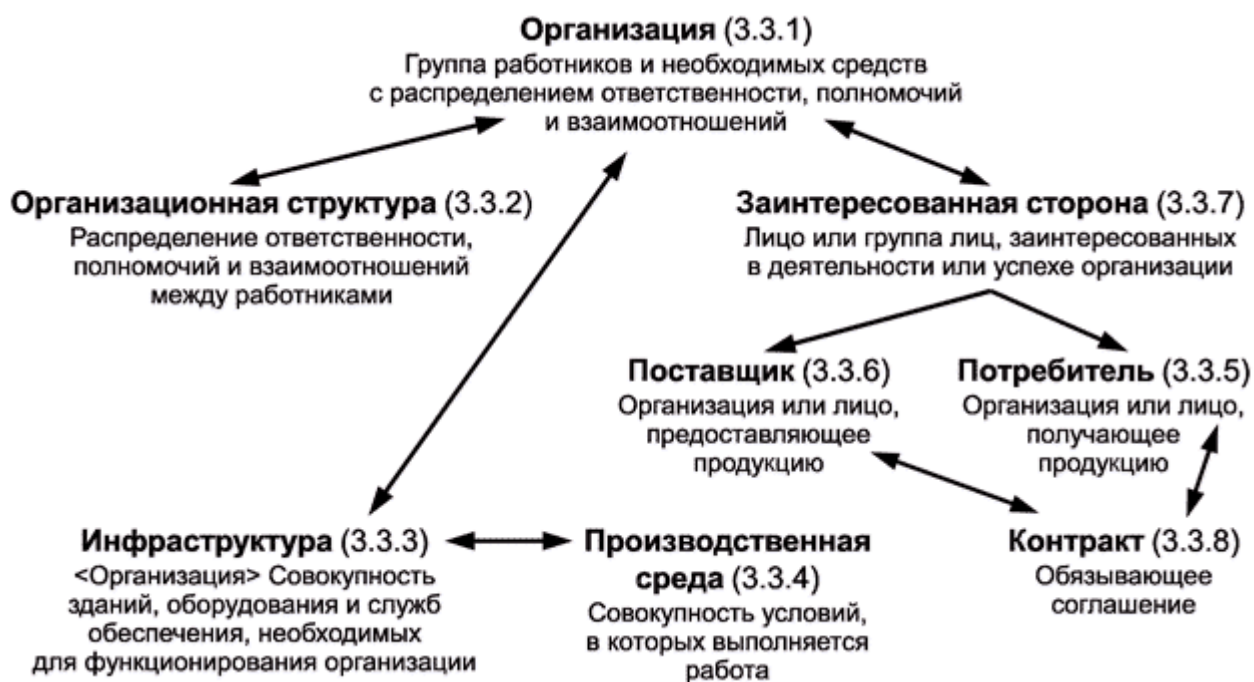 Организация (3.3.1)
Группа работников и необходимых средств
с распределением ответственности, полномочий
и взаимоотношений
Организационная структура (3.3.2)
Распределение ответственности,
полномочий и взаимоотношений
между работниками
Заинтересованная сторона (3.3.7)
Лицо или группа лиц, заинтересованных
в деятельности или успехе организации
Поставщик (3.3.6)
Организация или лицо,
предоставляющее
продукцию
Потребитель (3.3.5)
Организация или лицо,
получающее
продукцию
Инфраструктура (3.3.3)
<Организация> Совокупность
зданий, оборудования и служб
обеспечения, необходимых
для функционирования организации
Производственная
среда (3.3.4)
Совокупность условий,
в которых выполняется
работа
Контракт (3.3.8)
Обязывающее
соглашение